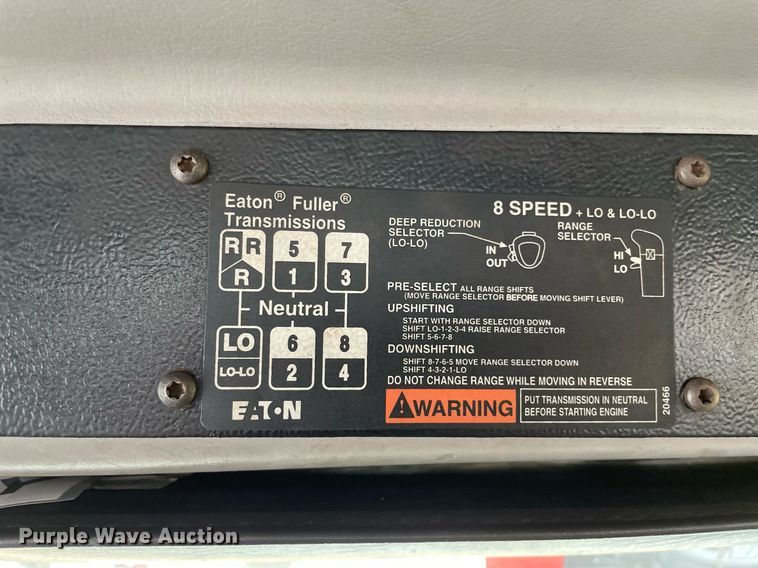 Eaton® Fuller®
Transmissions
8 SPEED + LO & LO-LO
R R 5 7
R 1 3
Neutral
LO 6 8
LO-LO 2 4
EATON
DEEP REDUCTION
SELECTOR
(LO-LO)
IN
OUT
RANGE
SELECTOR
HI
LO
PRE-SELECT ALL RANGE SHIFTS
(MOVE RANGE SELECTOR BEFORE MOVING SHIFT LEVER)
UPSHIFTING
START WITH RANGE SELECTOR DOWN
SHIFT LO-1-2-3-4 RAISE RANGE SELECTOR
SHIFT 5-6-7-8
DOWNSHIFTING
SHIFT 8-7-6-5 MOVE RANGE SELECTOR DOWN
SHIFT 4-3-2-1-LO
DO NOT CHANGE RANGE WHILE MOVING IN REVERSE
WARNING
PUT TRANSMISSION IN NEUTRAL
BEFORE STARTING ENGINE
20466
Purple Wave Auction